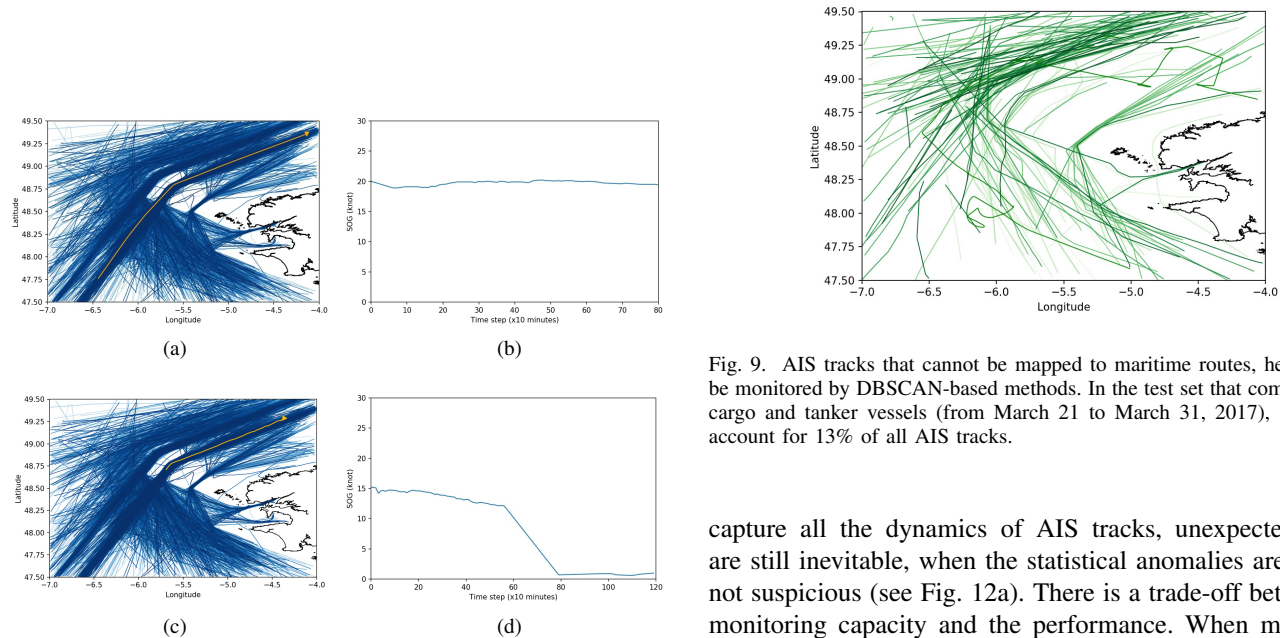 49.50
49.25
49.00
48.75
48.50
48.25
48.00
47.75
47.50
Latitude
−7.0 −6.5 −6.0 −5.5 −5.0 −4.5 −4.0
Longitude
(a)
30
25
20
15
10
5
0
SOG (knot)
0 10 20 30 40 50 60 70 80
Time step (x10 minutes)
(b)
49.50
49.25
49.00
48.75
48.50
48.25
48.00
47.75
47.50
Latitude
−7.0 −6.5 −6.0 −5.5 −5.0 −4.5 −4.0
Longitude
(c)
30
25
20
15
10
5
0
SOG (knot)
0 20 40 60 80 100 120
Time step (x10 minutes)
(d)
49.50
49.25
49.00
48.75
48.50
48.25
48.00
47.75
47.50
Latitude
−7.0 −6.5 −6.0 −5.5 −5.0 −4.5 −4.0
Longitude
Fig. 9. AIS tracks that cannot be mapped to maritime routes, he
be monitored by DBSCAN-based methods. In the test set that com
cargo and tanker vessels (from March 21 to March 31, 2017),
account for 13% of all AIS tracks.
capture all the dynamics of AIS tracks, unexpecte
are still inevitable, when the statistical anomalies are
not suspicious (see Fig. 12a). There is a trade-off bet
monitoring capacity and the performance. When m